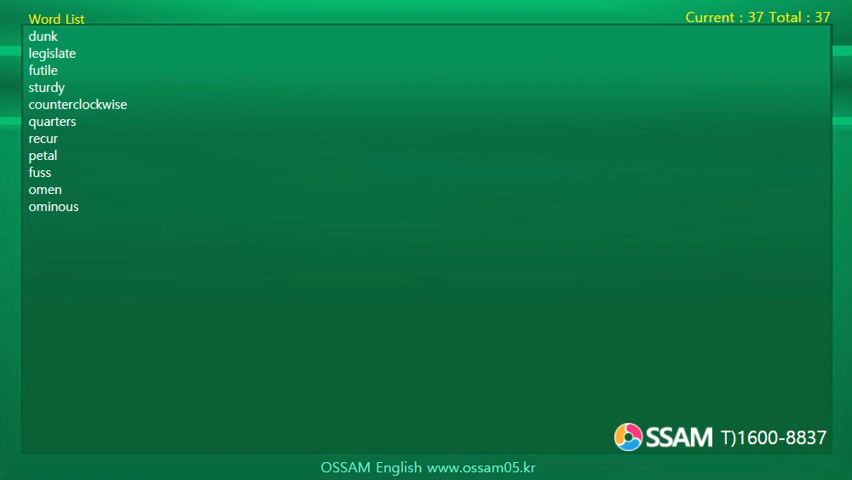 Word List
Current : 37 Total : 37
dunk
legislate
futile
sturdy
counterclockwise
quarters
recur
petal
fuss
omen
ominous
OSSAM T)1600-8837
OSSAM English www.ossam05.kr